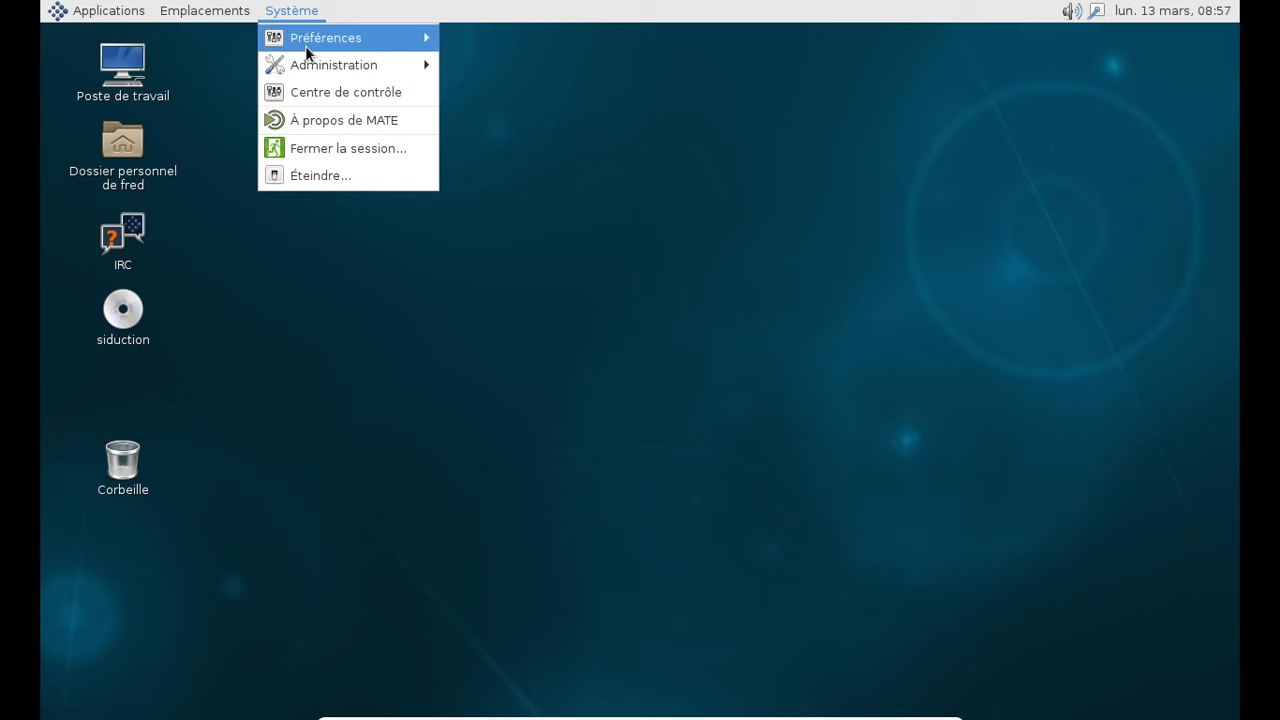 Applications Emplacements Système lun. 13 mars, 08:57
Préférences
Administration
Centre de contrôle
À propos de MATE
Fermer la session...
Éteindre...
Poste de travail
Dossier personnel
de fred
IRC
siduction
Corbeille